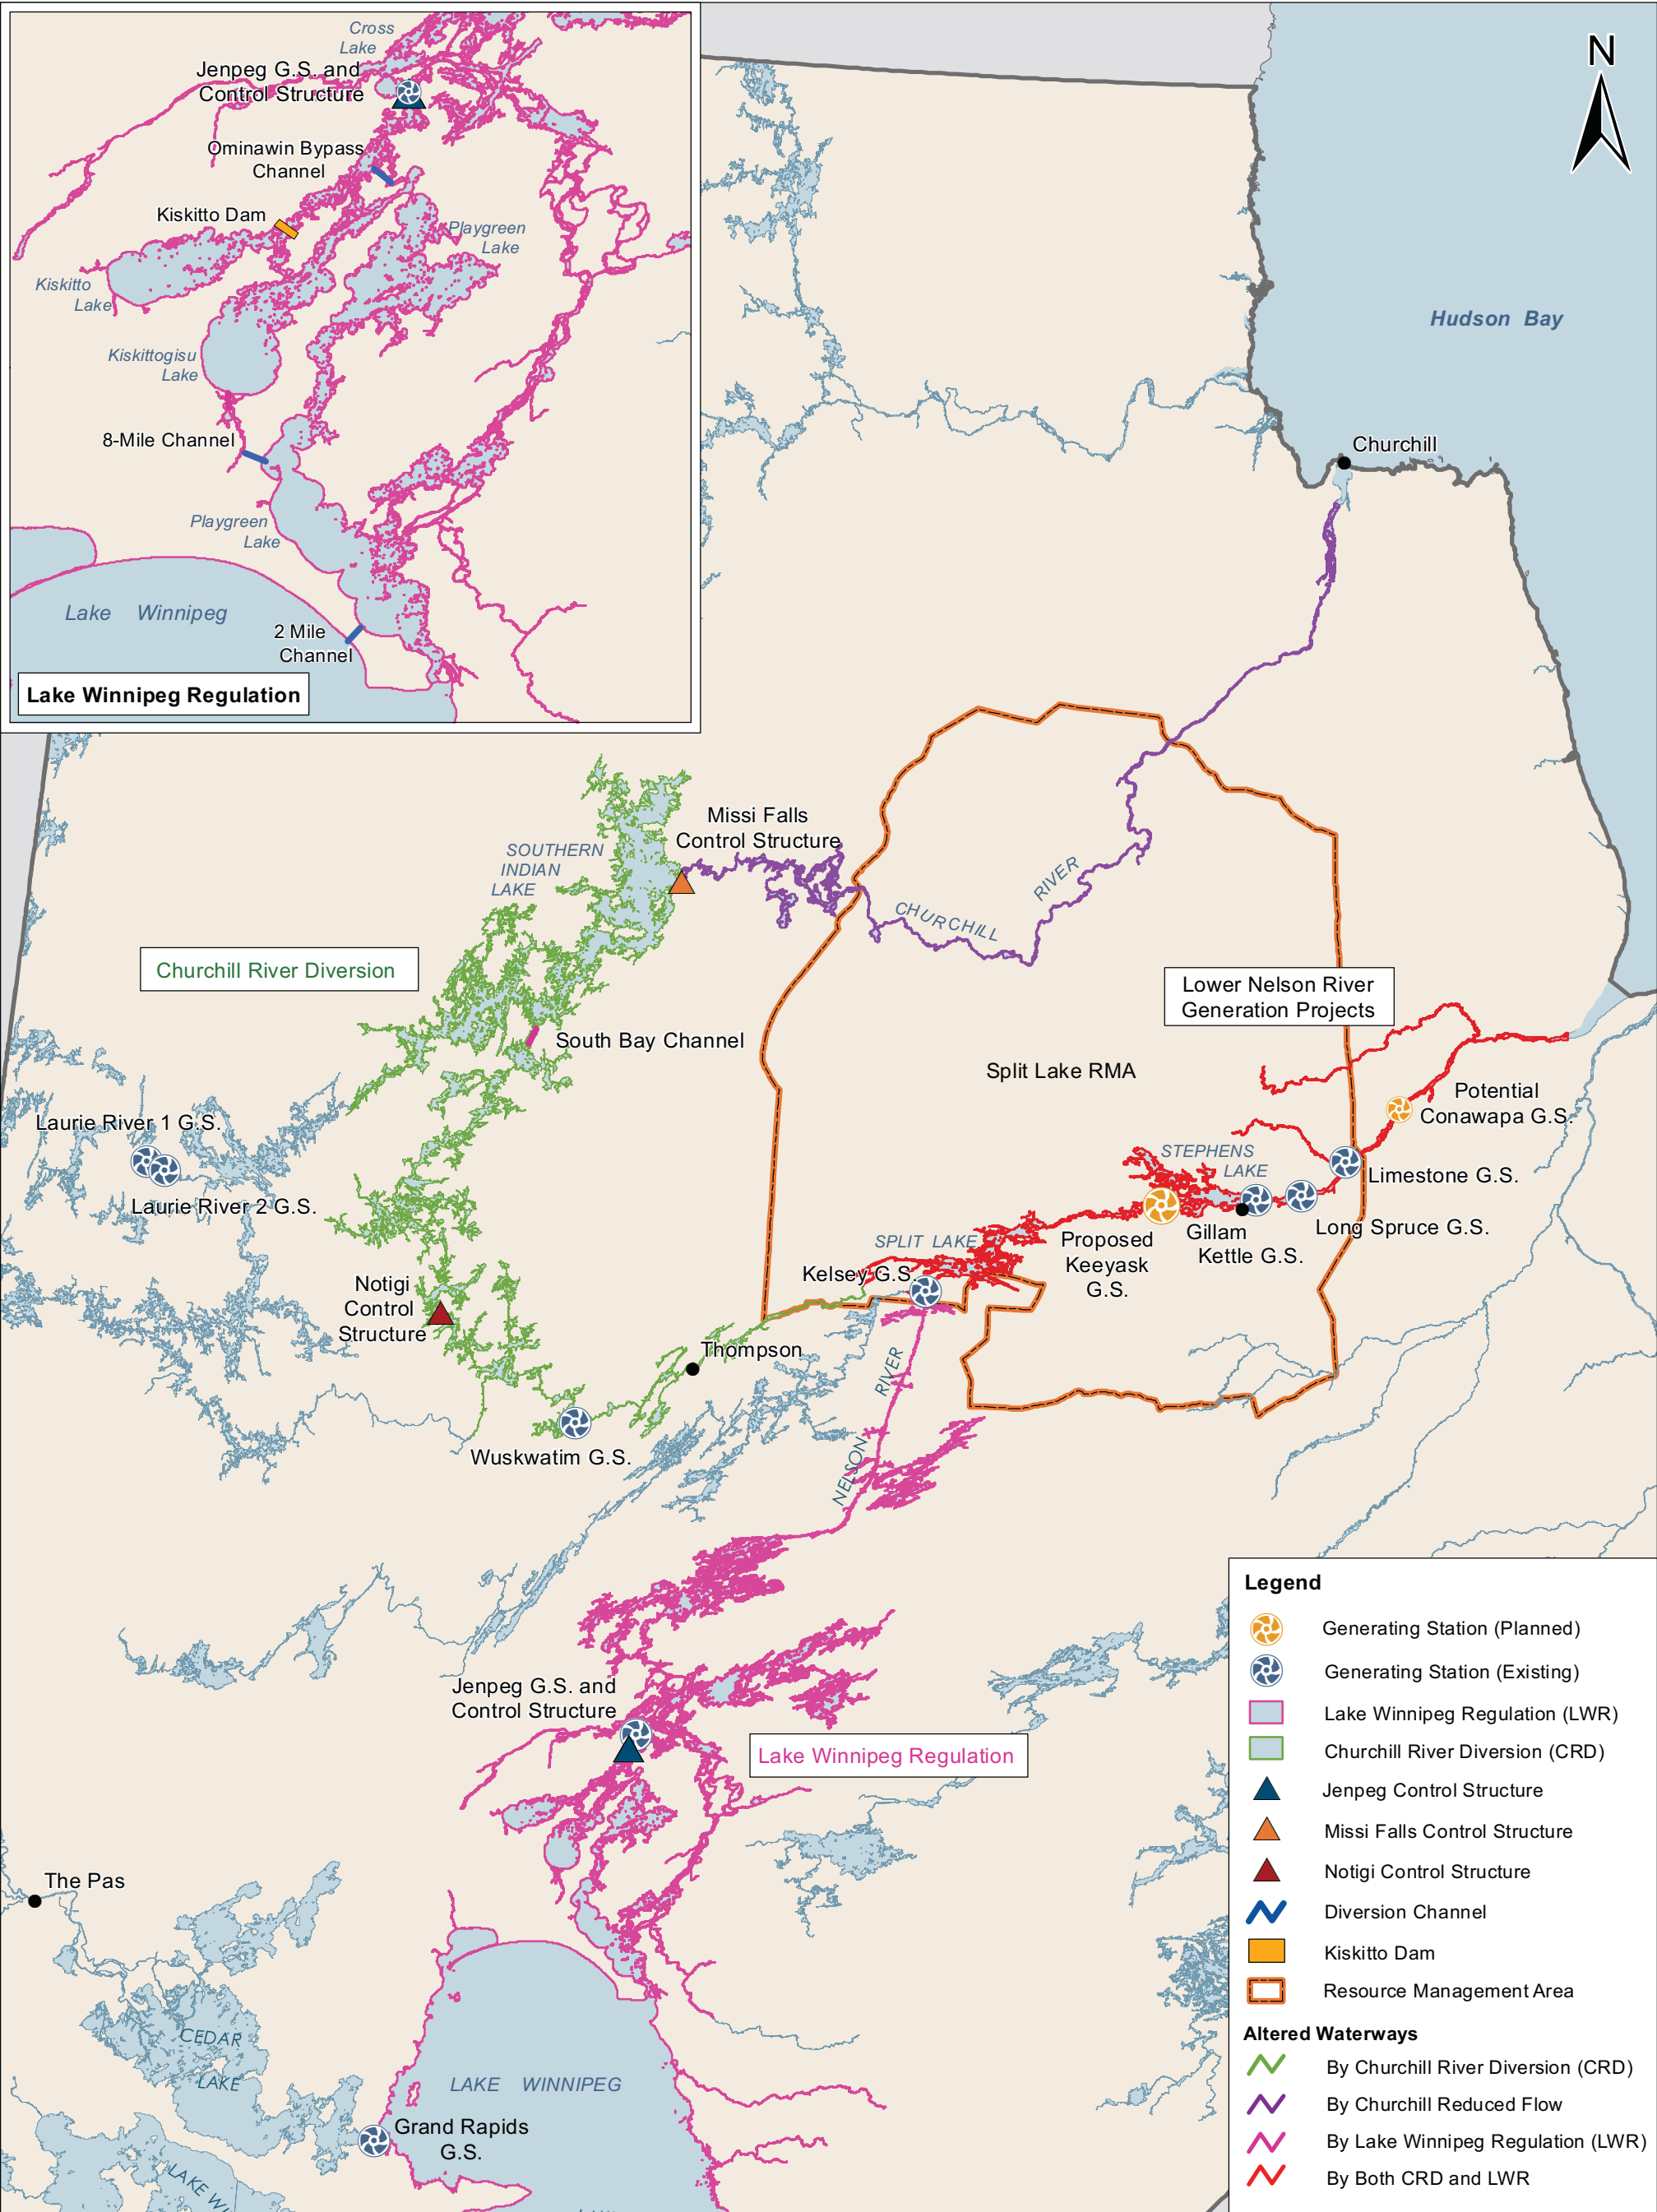 Cross
Lake
Jenpeg G.S. and
Control Structure
Ominawin Bypass
Channel
Kiskitto Dam
Playgreen
Lake
Kiskitto
Lake
Kiskittogisu
Lake
8-Mile Channel
Playgreen
Lake
Lake Winnipeg
2 Mile
Channel
Lake Winnipeg Regulation
N
Hudson Bay
Churchill
Missi Falls
Control Structure
SOUTHERN
INDIAN
LAKE
CHURCHILL
RIVER
Churchill River Diversion
Lower Nelson River
Generation Projects
South Bay Channel
Split Lake RMA
Potential
Conawapa G.S.
Laurie River 1 G.S.
Laurie River 2 G.S.
STEPHENS
LAKE
Limestone G.S.
Long Spruce G.S.
Gillam
Kettle G.S.
Proposed
Keeyask
G.S.
SPLIT LAKE
Kelsey G.S.
Notigi
Control
Structure
Thompson
Wuskwatim G.S.
NELSON
RIVER
Jenpeg G.S. and
Control Structure
Lake Winnipeg Regulation
The Pas
CEDAR
LAKE
LAKE WINNIPEG
Grand Rapids
G.S.
LAKE
Legend
Generating Station (Planned)
Generating Station (Existing)
Lake Winnipeg Regulation (LWR)
Churchill River Diversion (CRD)
Jenpeg Control Structure
Missi Falls Control Structure
Notigi Control Structure
Diversion Channel
Kiskitto Dam
Resource Management Area
Altered Waterways
By Churchill River Diversion (CRD)
By Churchill Reduced Flow
By Lake Winnipeg Regulation (LWR)
By Both CRD and LWR